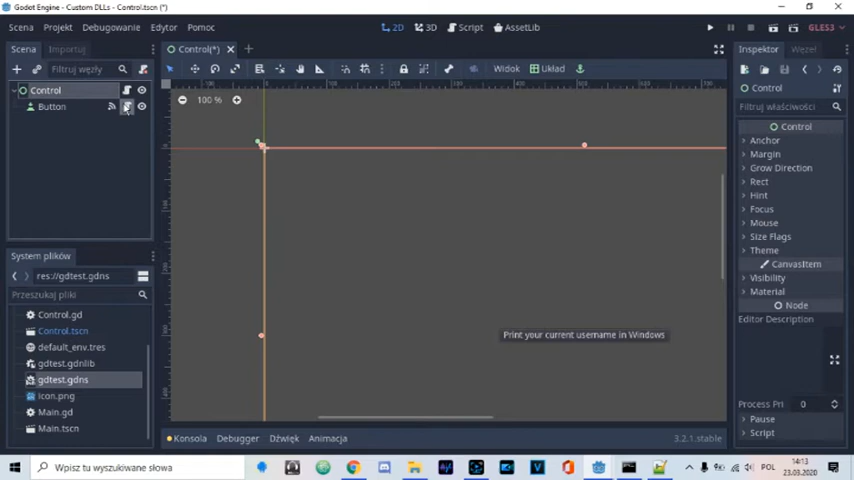 Godot Engine - Custom DLLs - Control.tscn (*)
Scena Projekt Debugowanie Edytor Pomoc
2D 3D Script AssetLib
GLES3
Scena Importuj
Control(*)
Inspektor Węzeł
Filtruj węzły
Widok Układ
Control
Button
100 %
Control
Filtruj właściwości
Control
Anchor
Margin
Grow Direction
Rect
Hint
Focus
Mouse
Size Flags
Theme
CanvasItem
Visibility
Material
Node
Editor Description
Process Pri 0
Pause
Script
System plików
res://gdtest.gdns
Przeszukaj pliki
Control.gd
Control.tscn
default_env.tres
gdtest.gdnlib
gdtest.gdns
icon.png
Main.gd
Main.tscn
Print your current username in Windows
Konsola Debugger Dźwięk Animacja
3.2.1.stable
Wpisz tu wyszukiwane słowa
POL
14:13
23.03.2020